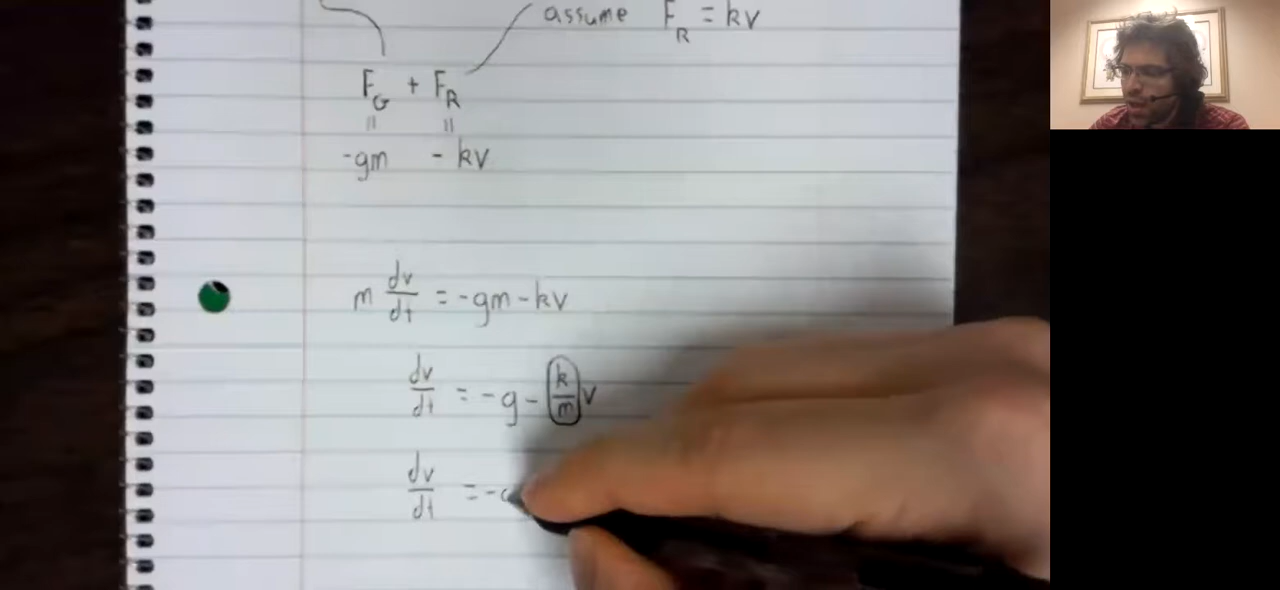 assume F_R = kv
F_G + F_R
= =
-gm - kv
m dv/dt = -gm - kv
dv/dt = -g - k/m v
dv/dt = -